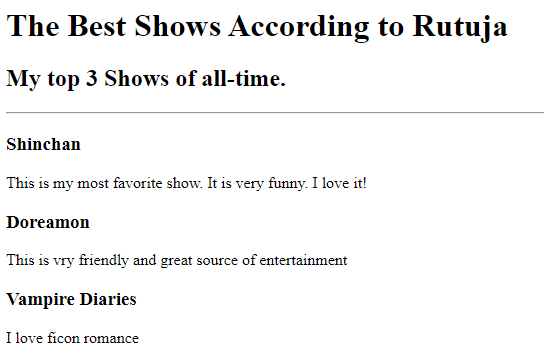 The Best Shows According to Rutuja
My top 3 Shows of all-time.
Shinchan
This is my most favorite show. It is very funny. I love it!
Doreamon
This is vry friendly and great source of entertainment
Vampire Diaries
I love ficon romance